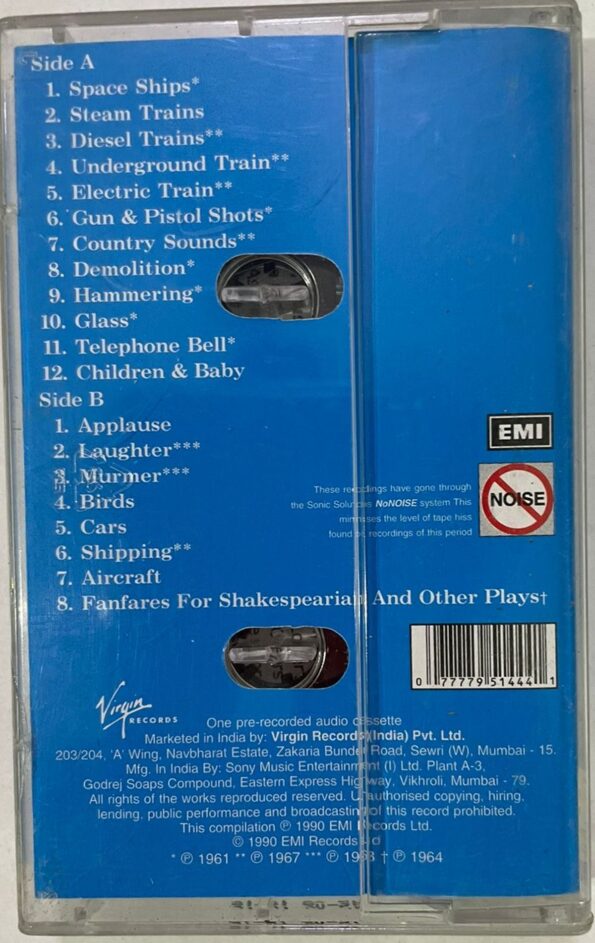 Side A
1. Space Ships*
2. Steam Trains
3. Diesel Trains**
4. Underground Train**
5. Electric Train**
6. Gun & Pistol Shots*
7. Country Sounds**
8. Demolition*
9. Hammering*
10. Glass*
11. Telephone Bell*
12. Children & Baby
Side B
1. Applause
2. Laughter***
3. Murmer***
4. Birds
5. Cars
6. Shipping**
7. Aircraft
8. Fanfares For Shakespearian And Other Plays†
EMI
NOISE
These recordings have gone through
the Sonic Solutions NoNOISE system This
minimises the level of tape hiss
found on recordings of this period
0 77779 51444 1
Virgin
RECORDS
One pre-recorded audio cassette
Marketed in India by: Virgin Records (India) Pvt. Ltd.
203/204, 'A' Wing, Navbharat Estate, Zakaria Bunder Road, Sewri (W), Mumbai - 15.
Mfg. In India By: Sony Music Entertainment (I) Ltd. Plant A-3,
Godrej Soaps Compound, Eastern Express Highway, Vikhroli, Mumbai - 79.
All rights of the works reproduced reserved. Unauthorised copying, hiring,
lending, public performance and broadcasting of this record prohibited.
This compilation ℗ 1990 EMI Records Ltd.
© 1990 EMI Records Ltd
* ℗ 1961 ** ℗ 1967 *** ℗ † ℗ 1964